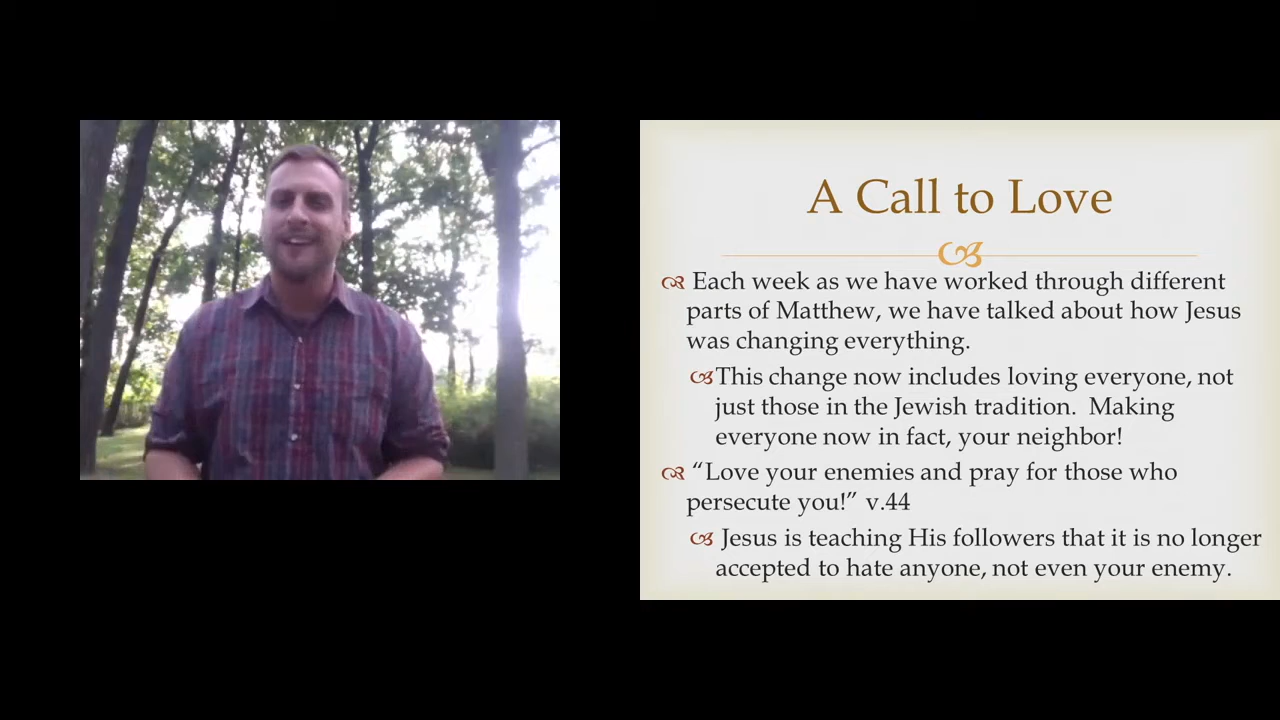 A Call to Love
Each week as we have worked through different
parts of Matthew, we have talked about how Jesus
was changing everything.
This change now includes loving everyone, not
just those in the Jewish tradition.  Making
everyone now in fact, your neighbor!
“Love your enemies and pray for those who
persecute you!” v.44
Jesus is teaching His followers that it is no longer
accepted to hate anyone, not even your enemy.